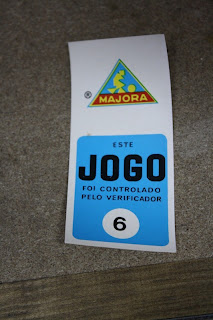 ®
MAJORA
ESTE
JOGO
FOI CONTROLADO
PELO VERIFICADOR
6